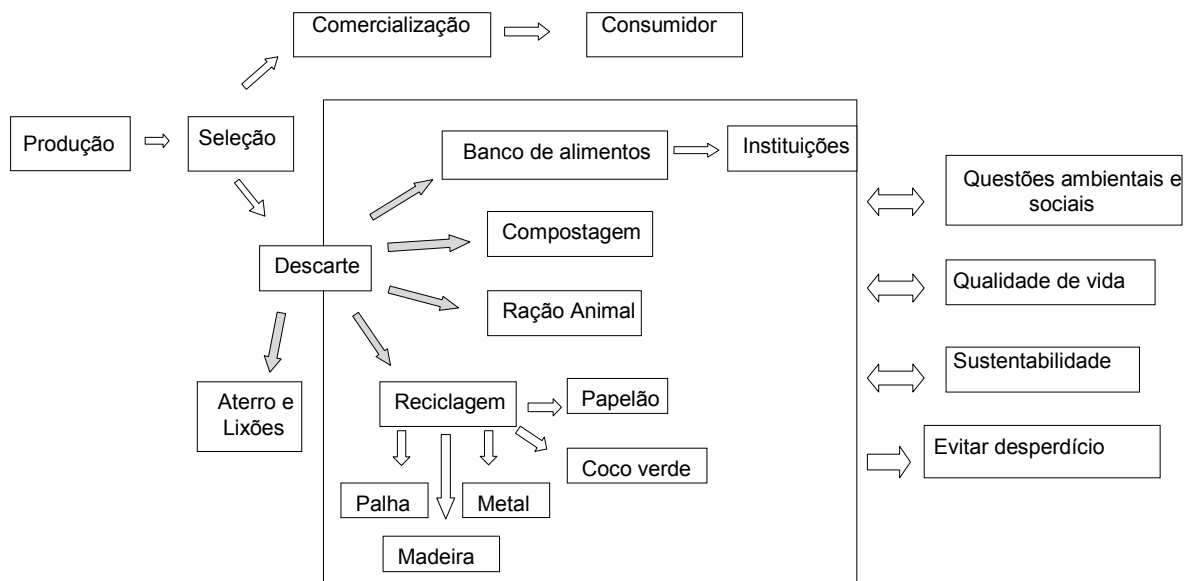 Comercialização
Consumidor
Produção
Seleção
Banco de alimentos
Instituições
Questões ambientais e
sociais
Compostagem
Descarte
Qualidade de vida
Ração Animal
Sustentabilidade
Aterro e
Lixões
Reciclagem
Papelão
Evitar desperdício
Coco verde
Palha
Metal
Madeira